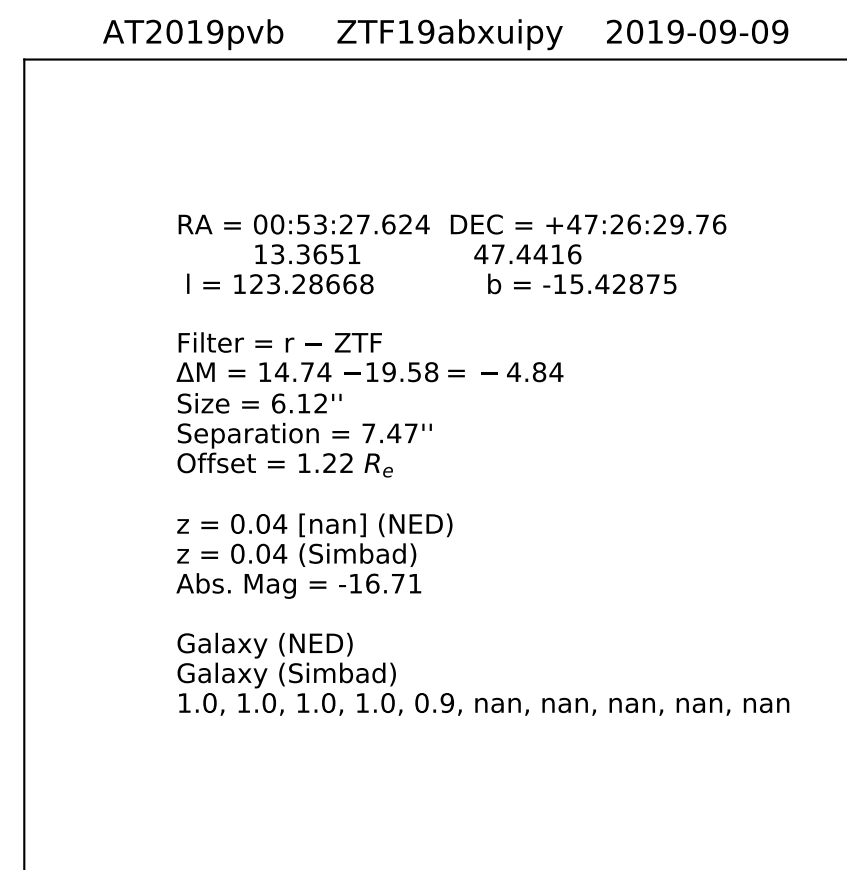 AT2019pvb ZTF19abxuipy 2019-09-09
RA = 00:53:27.624 DEC = +47:26:29.76
13.3651 47.4416
l = 123.28668 b = -15.42875
Filter = r − ZTF
ΔM = 14.74 −19.58 = − 4.84
Size = 6.12''
Separation = 7.47''
Offset = 1.22 Re
z = 0.04 [nan] (NED)
z = 0.04 (Simbad)
Abs. Mag = -16.71
Galaxy (NED)
Galaxy (Simbad)
1.0, 1.0, 1.0, 1.0, 0.9, nan, nan, nan, nan, nan